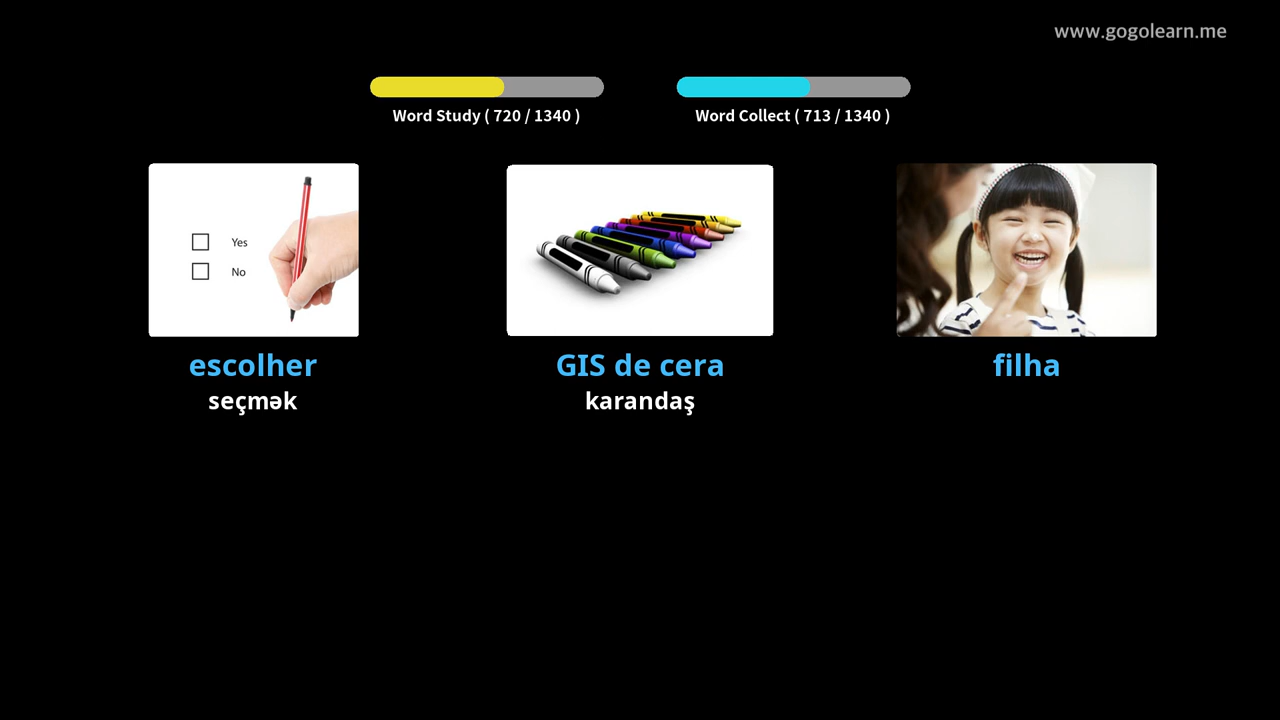 www.gogolearn.me
Word Study ( 720 / 1340 )
Word Collect ( 713 / 1340 )
Yes
No
escolher
GIS de cera
filha
seçmək
karandaş